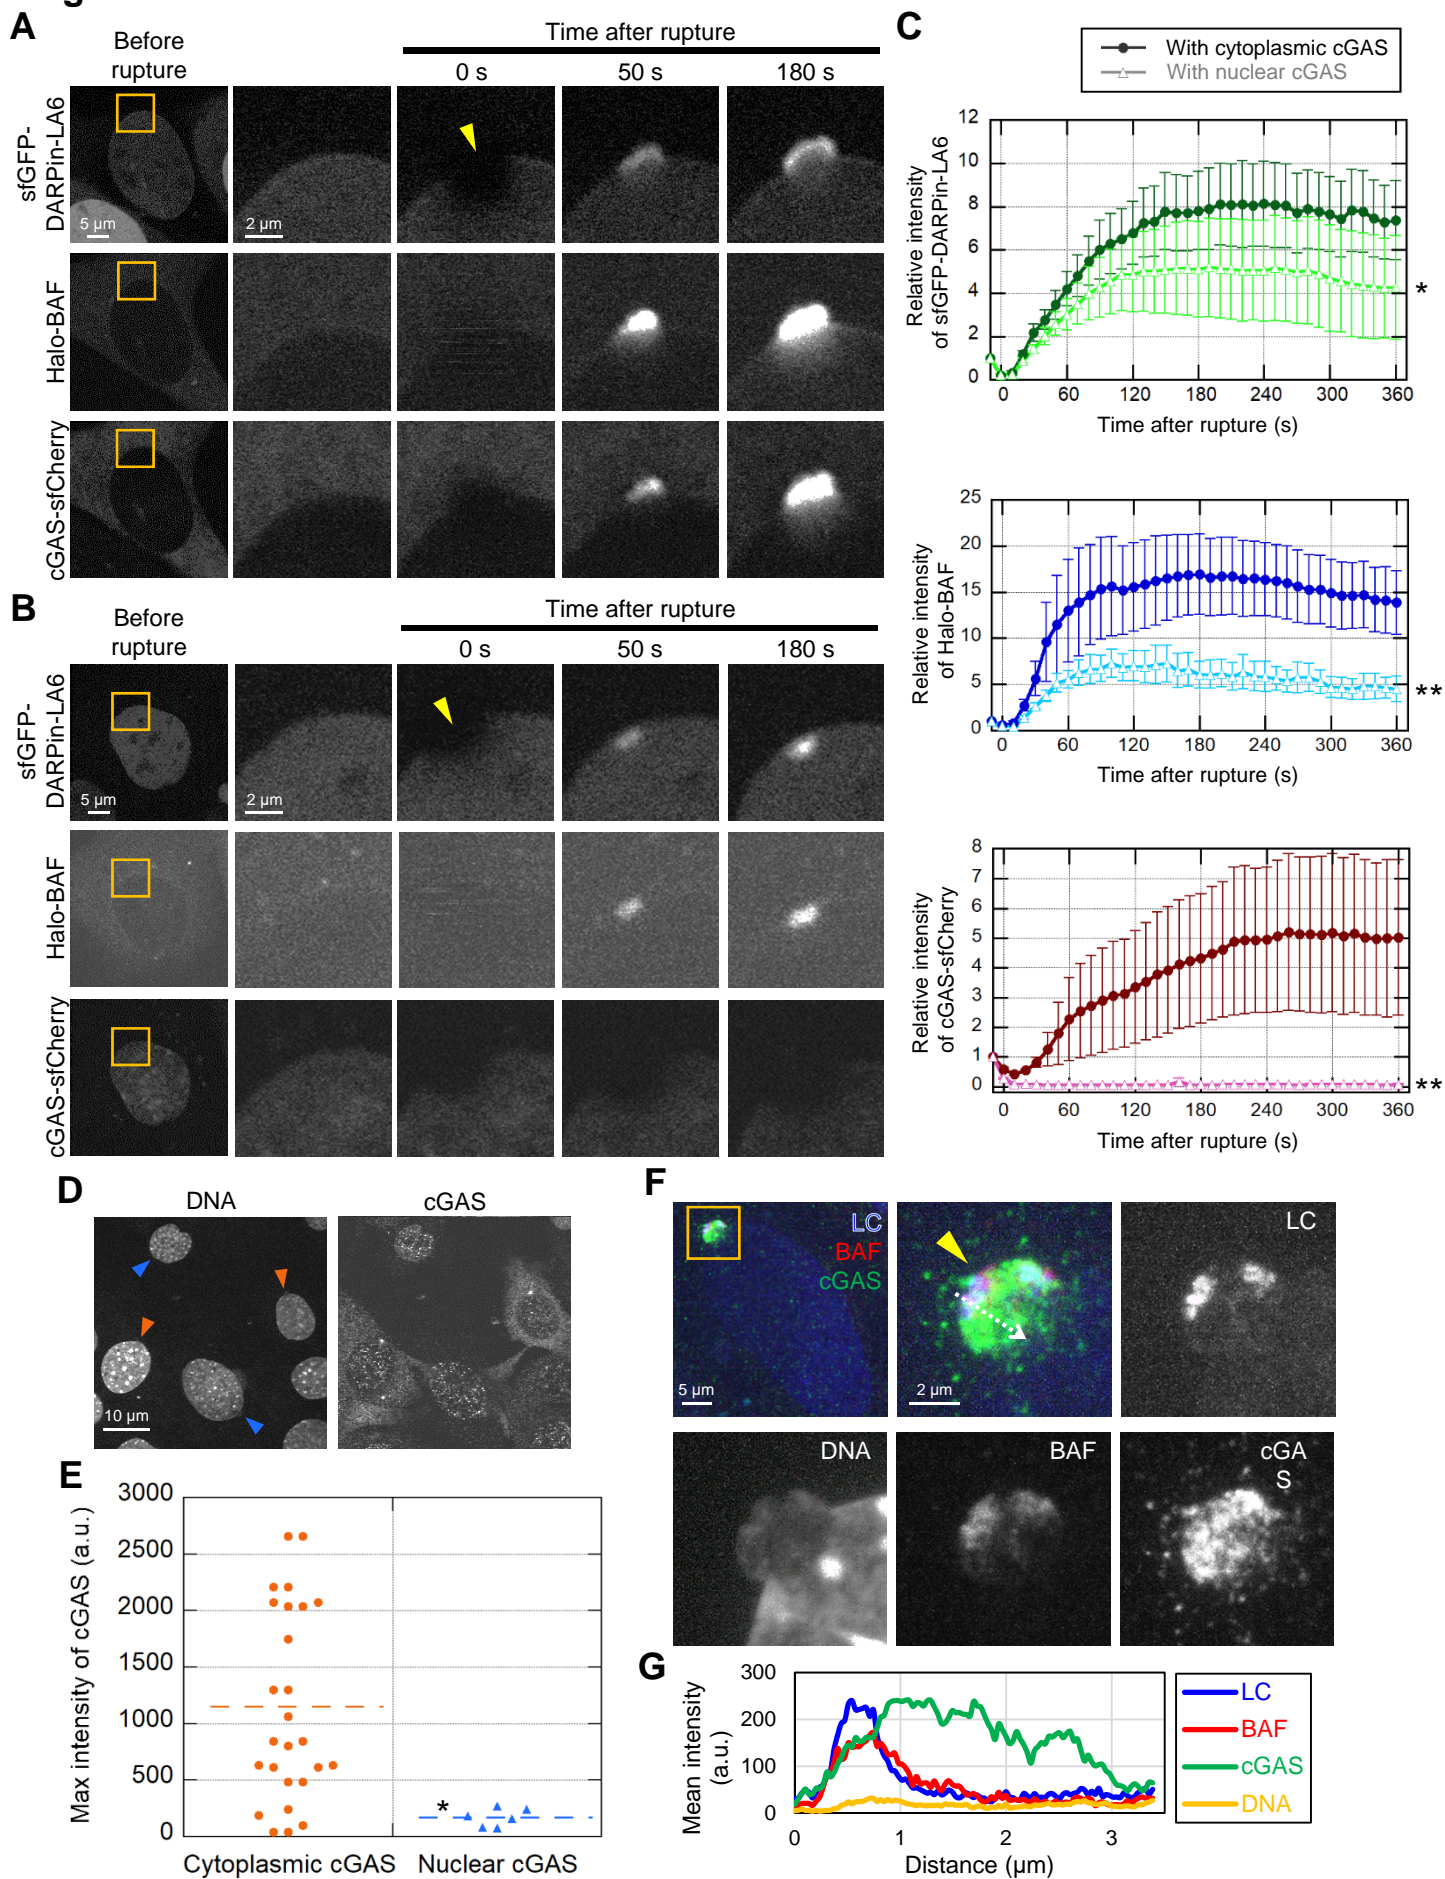 A
Before
rupture
Time after rupture
0 s
50 s
180 s
sfGFP-
DARPin-LA6
5 µm
2 µm
Halo-BAF
cGAS-sfCherry
B
Before
rupture
Time after rupture
0 s
50 s
180 s
sfGFP-
DARPin-LA6
5 µm
2 µm
Halo-BAF
cGAS-sfCherry
C
With cytoplasmic cGAS
With nuclear cGAS
Relative intensity
of sfGFP-DARPin-LA6
12
10
8
6
4
2
0
*
0 60 120 180 240 300 360
Time after rupture (s)
Relative intensity
of Halo-BAF
25
20
15
10
5
0
**
0 60 120 180 240 300 360
Time after rupture (s)
Relative intensity
of cGAS-sfCherry
8
7
6
5
4
3
2
1
0
**
0 60 120 180 240 300 360
Time after rupture (s)
D
DNA
cGAS
10 µm
E
Max intensity of cGAS (a.u.)
3000
2500
2000
1500
1000
500
0
*
Cytoplasmic cGAS
Nuclear cGAS
F
LC
BAF
cGAS
5 µm
2 µm
LC
DNA
BAF
cGA
S
G
Mean intensity
(a.u.)
300
200
100
0
0 1 2 3
Distance (µm)
LC
BAF
cGAS
DNA